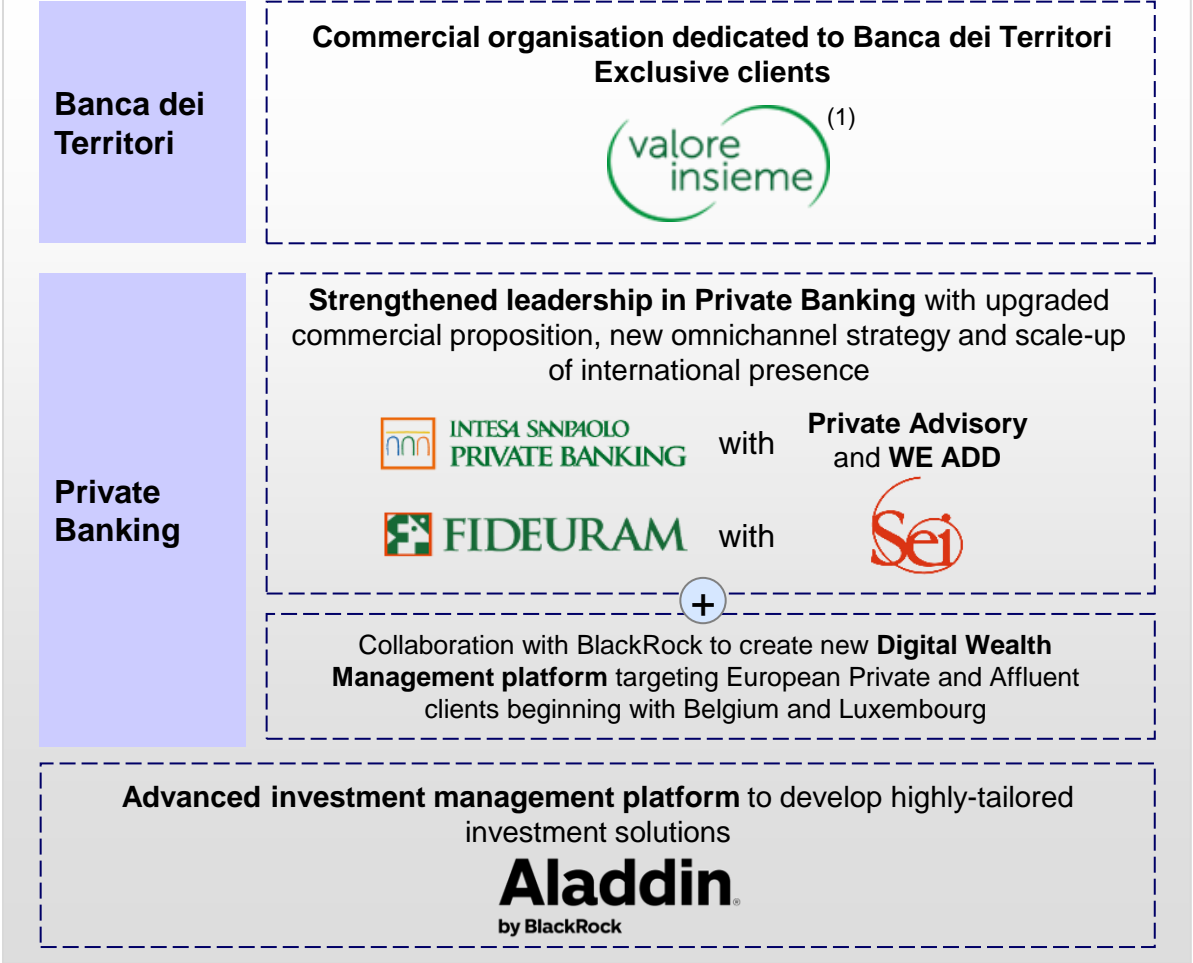 Commercial organisation dedicated to Banca dei Territori
Exclusive clients
Banca dei
Territori
valore
insieme
(1)
Strengthened leadership in Private Banking with upgraded
commercial proposition, new omnichannel strategy and scale-up
of international presence
Private
Banking
INTESA SANPAOLO
PRIVATE BANKING
with
Private Advisory
and WE ADD
FIDEURAM
with
Sei
+
Collaboration with BlackRock to create new Digital Wealth
Management platform targeting European Private and Affluent
clients beginning with Belgium and Luxembourg
Advanced investment management platform to develop highly-tailored
investment solutions
Aladdin®
by BlackRock